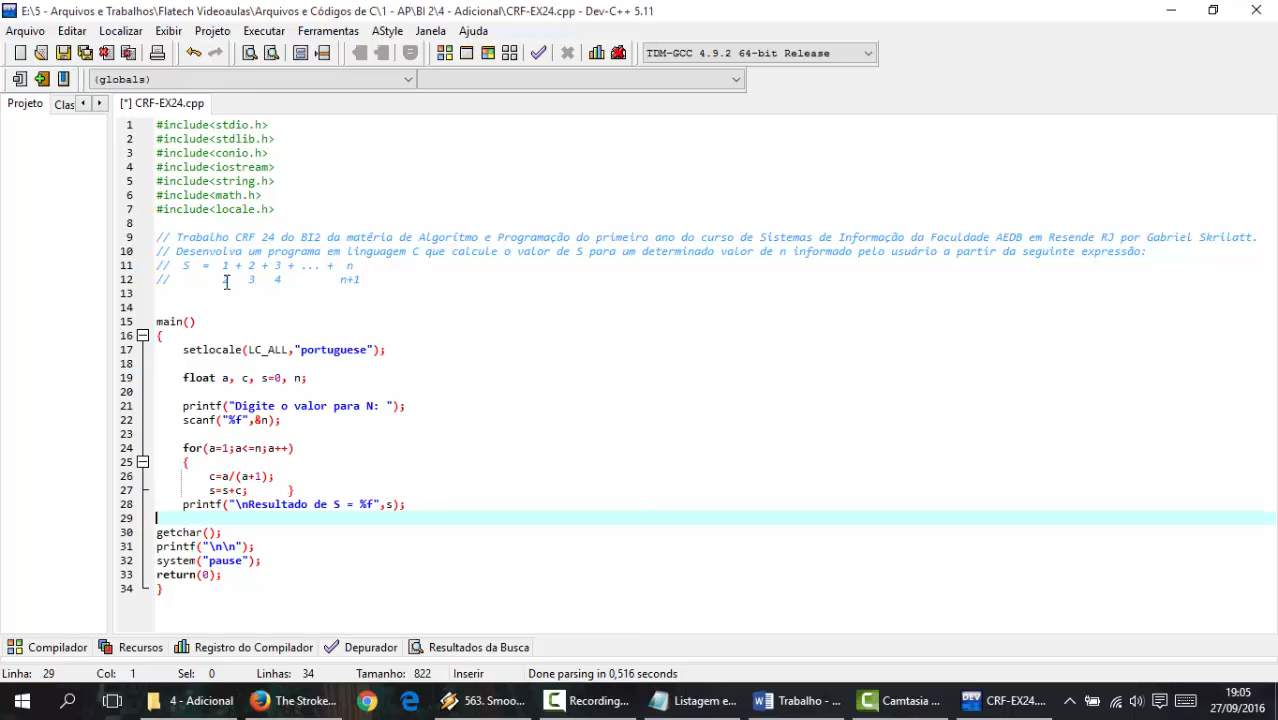 E:\5 - Arquivos e Trabalhos\Flatech Videoaulas\Arquivos e Códigos de C\1 - AP\BI 2\4 - Adicional\CRF-EX24.cpp - Dev-C++ 5.11
Arquivo Editar Localizar Exibir Projeto Executar Ferramentas AStyle Janela Ajuda
TDM-GCC 4.9.2 64-bit Release
(globals)
Projeto Clas [*] CRF-EX24.cpp
1 #include<stdio.h>
2 #include<stdlib.h>
3 #include<conio.h>
4 #include<iostream>
5 #include<string.h>
6 #include<math.h>
7 #include<locale.h>
8
9 // Trabalho CRF 24 do BI2 da matéria de Algorítmo e Programação do primeiro ano do curso de Sistemas de Informação da Faculdade AEDB em Resende RJ por Gabriel Skrilatt.
10 // Desenvolva um programa em linguagem C que calcule o valor de S para um determinado valor de n informado pelo usuário a partir da seguinte expressão:
11 // S = 1 + 2 + 3 + ... + n
12 // 2 3 4 n+1
13
14
15 main()
16 {
17 setlocale(LC_ALL,"portuguese");
18
19 float a, c, s=0, n;
20
21 printf("Digite o valor para N: ");
22 scanf("%f",&n);
23
24 for(a=1;a<=n;a++)
25 {
26 c=a/(a+1);
27 s=s+c; }
28 printf("\nResultado de S = %f",s);
29
30 getchar();
31 printf("\n\n");
32 system("pause");
33 return(0);
34 }
Compilador Recursos Registro do Compilador Depurador Resultados da Busca
Linha: 29 Col: 1 Sel: 0 Linhas: 34 Tamanho: 822 Inserir Done parsing in 0,516 seconds
4 - Adicional The Stroke... 563. Smoo... Recording... Listagem e... Trabalho - ... Camtasia ... DEV CRF-EX24.... 19:05
27/09/2016